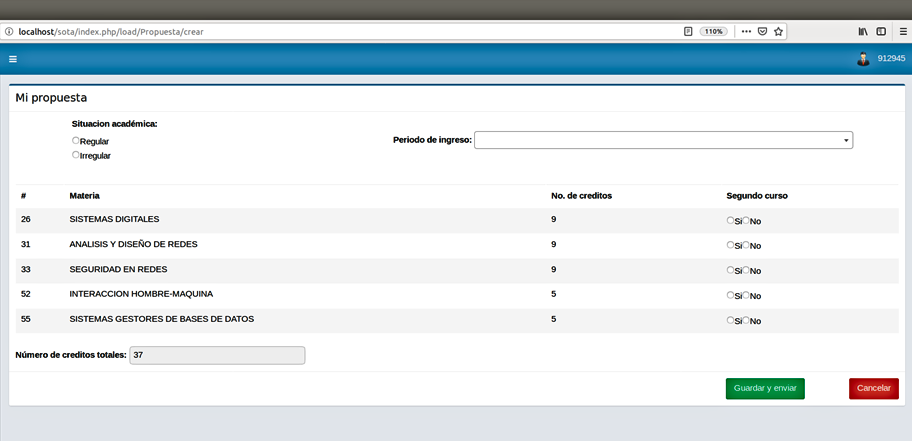 localhost/sota/index.php/load/Propuesta/crear 110%
912945
Mi propuesta
Situacion académica:
Regular
Irregular
Periodo de ingreso:
# Materia No. de creditos Segundo curso
26 SISTEMAS DIGITALES 9 Si No
31 ANALISIS Y DISEÑO DE REDES 9 Si No
33 SEGURIDAD EN REDES 9 Si No
52 INTERACCION HOMBRE-MAQUINA 5 Si No
55 SISTEMAS GESTORES DE BASES DE DATOS 5 Si No
Número de creditos totales: 37
Guardar y enviar Cancelar